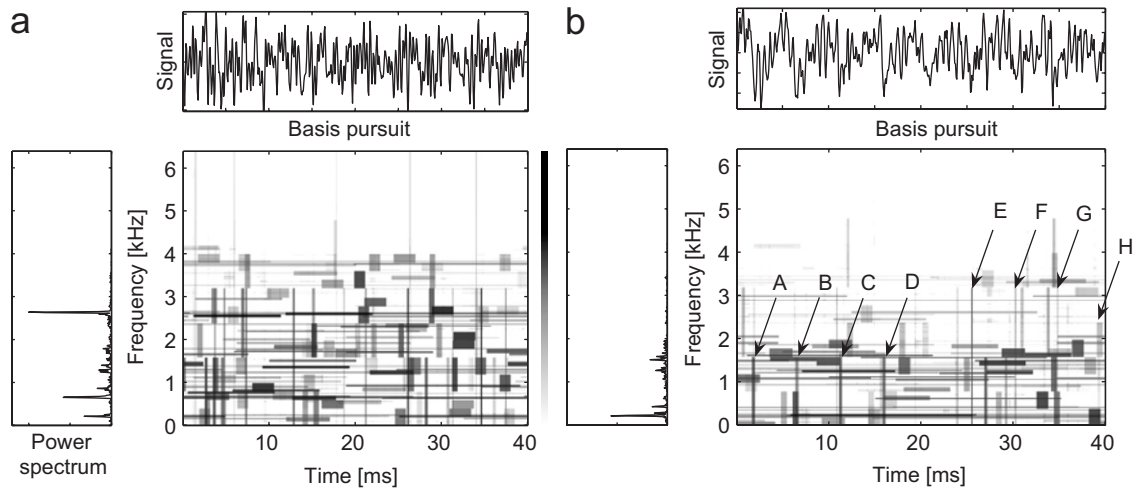 a
Signal
Basis pursuit
Frequency [kHz]
6
5
4
3
2
1
0
10
20
30
40
Time [ms]
Power
spectrum
b
Signal
Basis pursuit
Frequency [kHz]
6
5
4
3
2
1
0
A
B
C
D
E
F
G
H
10
20
30
40
Time [ms]